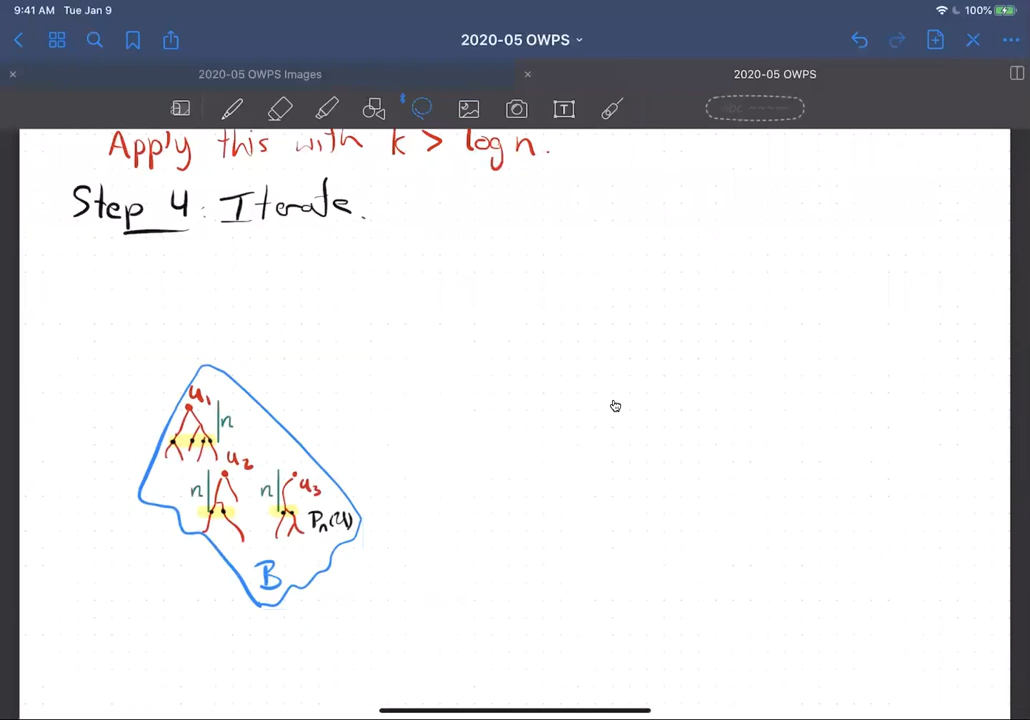 9:41 AM Tue Jan 9
100%
2020-05 OWPS
2020-05 OWPS Images
2020-05 OWPS
Apply this with k > log n.
Step 4: Iterate.
u₁
n
u₂
n
n
u₃
Pₙ(U)
B